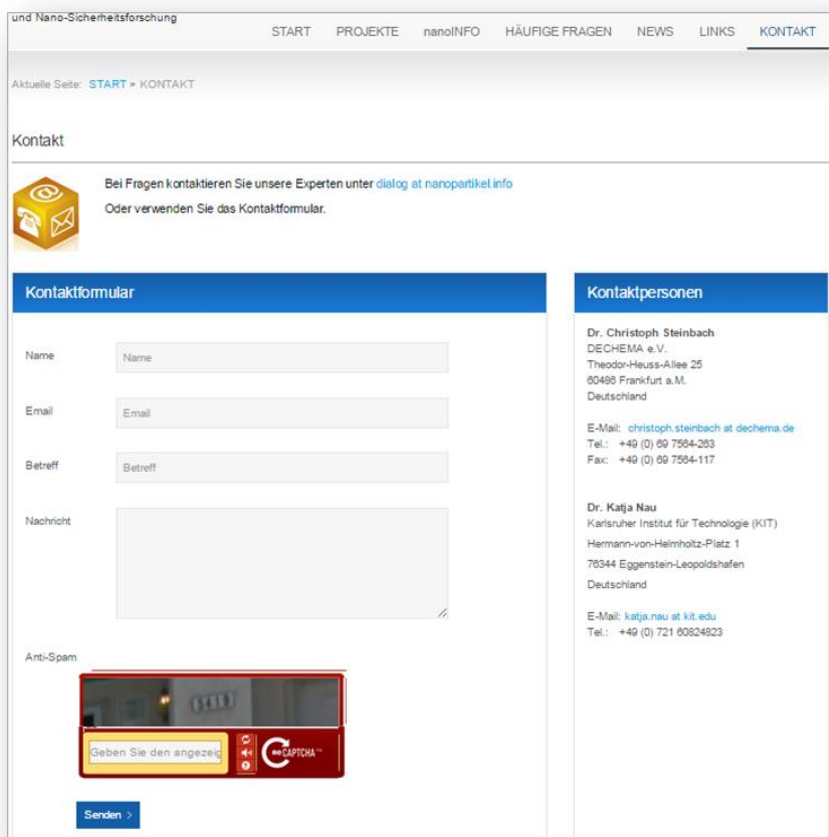 und Nano-Sicherheitsforschung
START PROJEKTE nanoINFO HÄUFIGE FRAGEN NEWS LINKS KONTAKT
Aktuelle Seite: START » KONTAKT
Kontakt
Bei Fragen kontaktieren Sie unsere Experten unter dialog at nanopartikel.info
Oder verwenden Sie das Kontaktformular.
Kontaktformular
Name
Name
Email
Email
Betreff
Betreff
Nachricht
Anti-Spam
5419
Geben Sie den angezeig
reCAPTCHA™
Senden >
Kontaktpersonen
Dr. Christoph Steinbach
DECHEMA e.V.
Theodor-Heuss-Allee 25
60486 Frankfurt a.M.
Deutschland
E-Mail: christoph.steinbach at dechema.de
Tel.: +49 (0) 69 7564-263
Fax: +49 (0) 69 7564-117
Dr. Katja Nau
Karlsruher Institut für Technologie (KIT)
Hermann-von-Helmholtz-Platz 1
76344 Eggenstein-Leopoldshafen
Deutschland
E-Mail: katja.nau at kit.edu
Tel.: +49 (0) 721 60824823